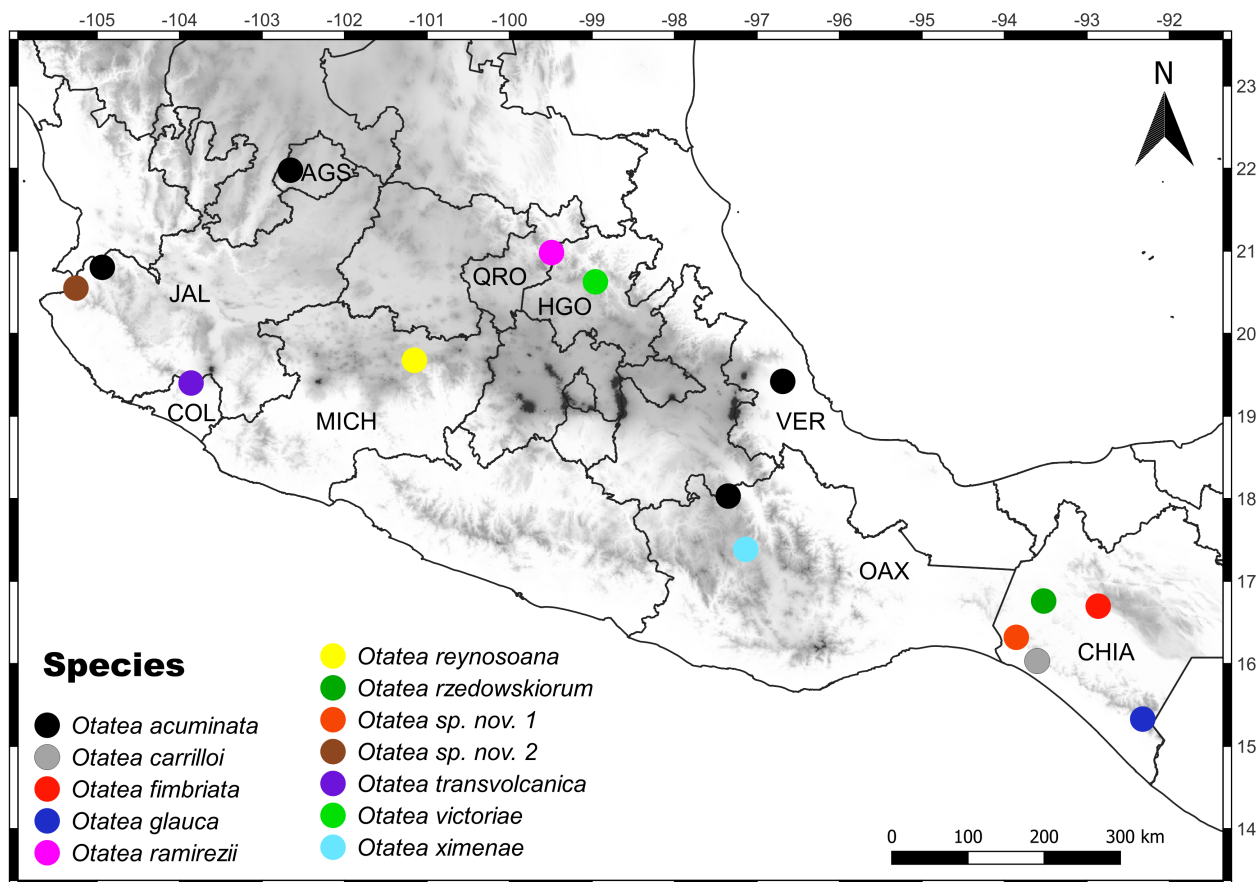 -105 -104 -103 -102 -101 -100 -99 -98 -97 -96 -95 -94 -93 -92
N
23
22
AGS
21
QRO
JAL
HGO
20
COL
MICH
VER
19
18
OAX
17
CHIA
16
15
14
Species
Otatea acuminata
Otatea carrilloi
Otatea fimbriata
Otatea glauca
Otatea ramirezii
Otatea reynosoana
Otatea rzedowskiorum
Otatea sp. nov. 1
Otatea sp. nov. 2
Otatea transvolcanica
Otatea victoriae
Otatea ximenae
0 100 200 300 km